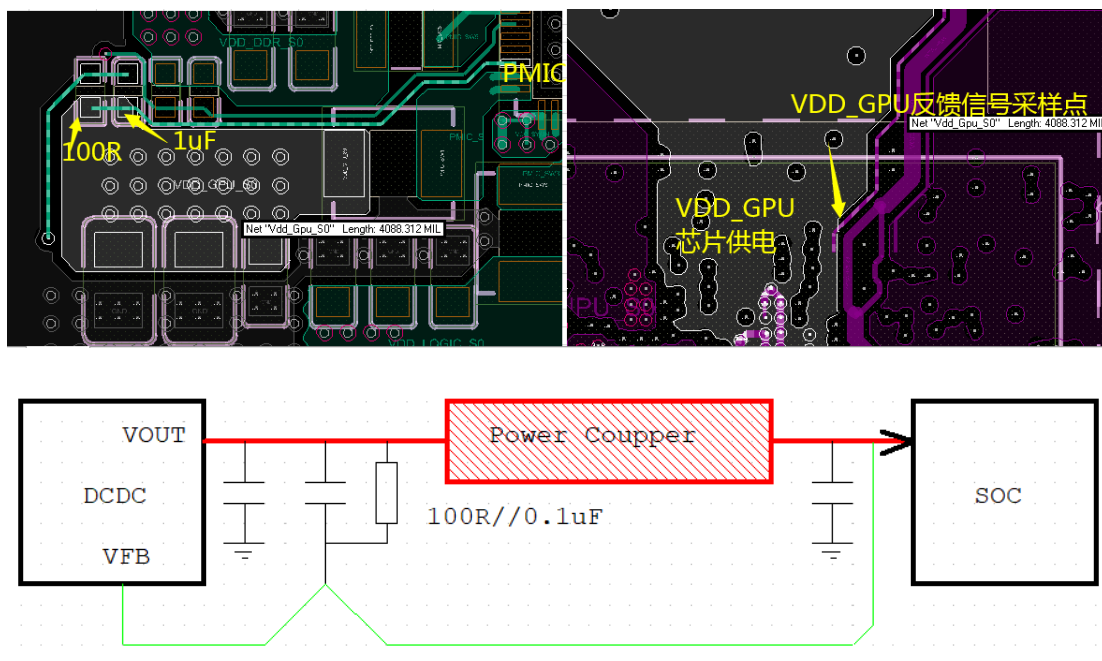 VDD_DDR_S0
PMIC
100R
1uF
VDD_GPU_S0
Net "Vdd_Gpu_S0" Length: 4088.312 MIL
VDD_LOGIC_S0
VDD_GPU反馈信号采样点
Net "Vdd_Gpu_S0" Length: 4088.312 MI
VDD_GPU
芯片供电
GPU
VOUT
DCDC
VFB
Power Coupper
100R//0.1uF
SOC